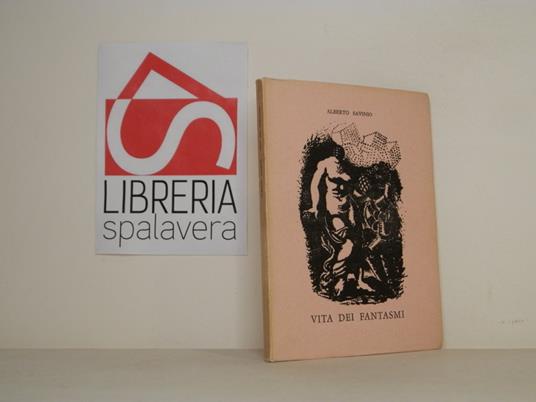 LIBRERIA
spalavera
ALBERTO SAVINIO
VITA DEI FANTASMI